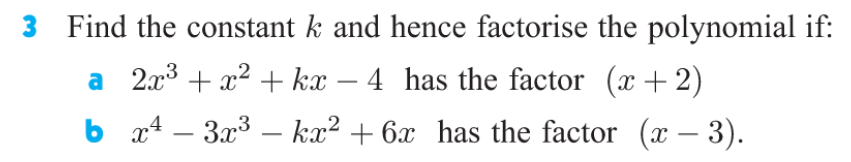 3 Find the constant k and hence factorise the polynomial if:
a 2x³ + x² + kx − 4 has the factor (x + 2)
b x⁴ − 3x³ − kx² + 6x has the factor (x − 3).